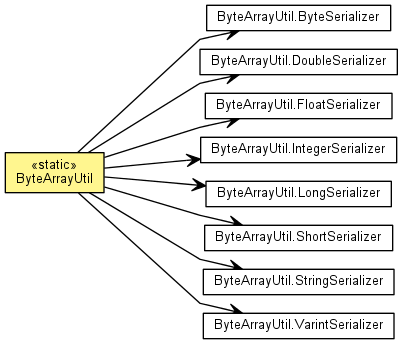 ByteArrayUtil.ByteSerializer
ByteArrayUtil.DoubleSerializer
ByteArrayUtil.FloatSerializer
ByteArrayUtil.IntegerSerializer
«static»
ByteArrayUtil
ByteArrayUtil.LongSerializer
ByteArrayUtil.ShortSerializer
ByteArrayUtil.StringSerializer
ByteArrayUtil.VarintSerializer